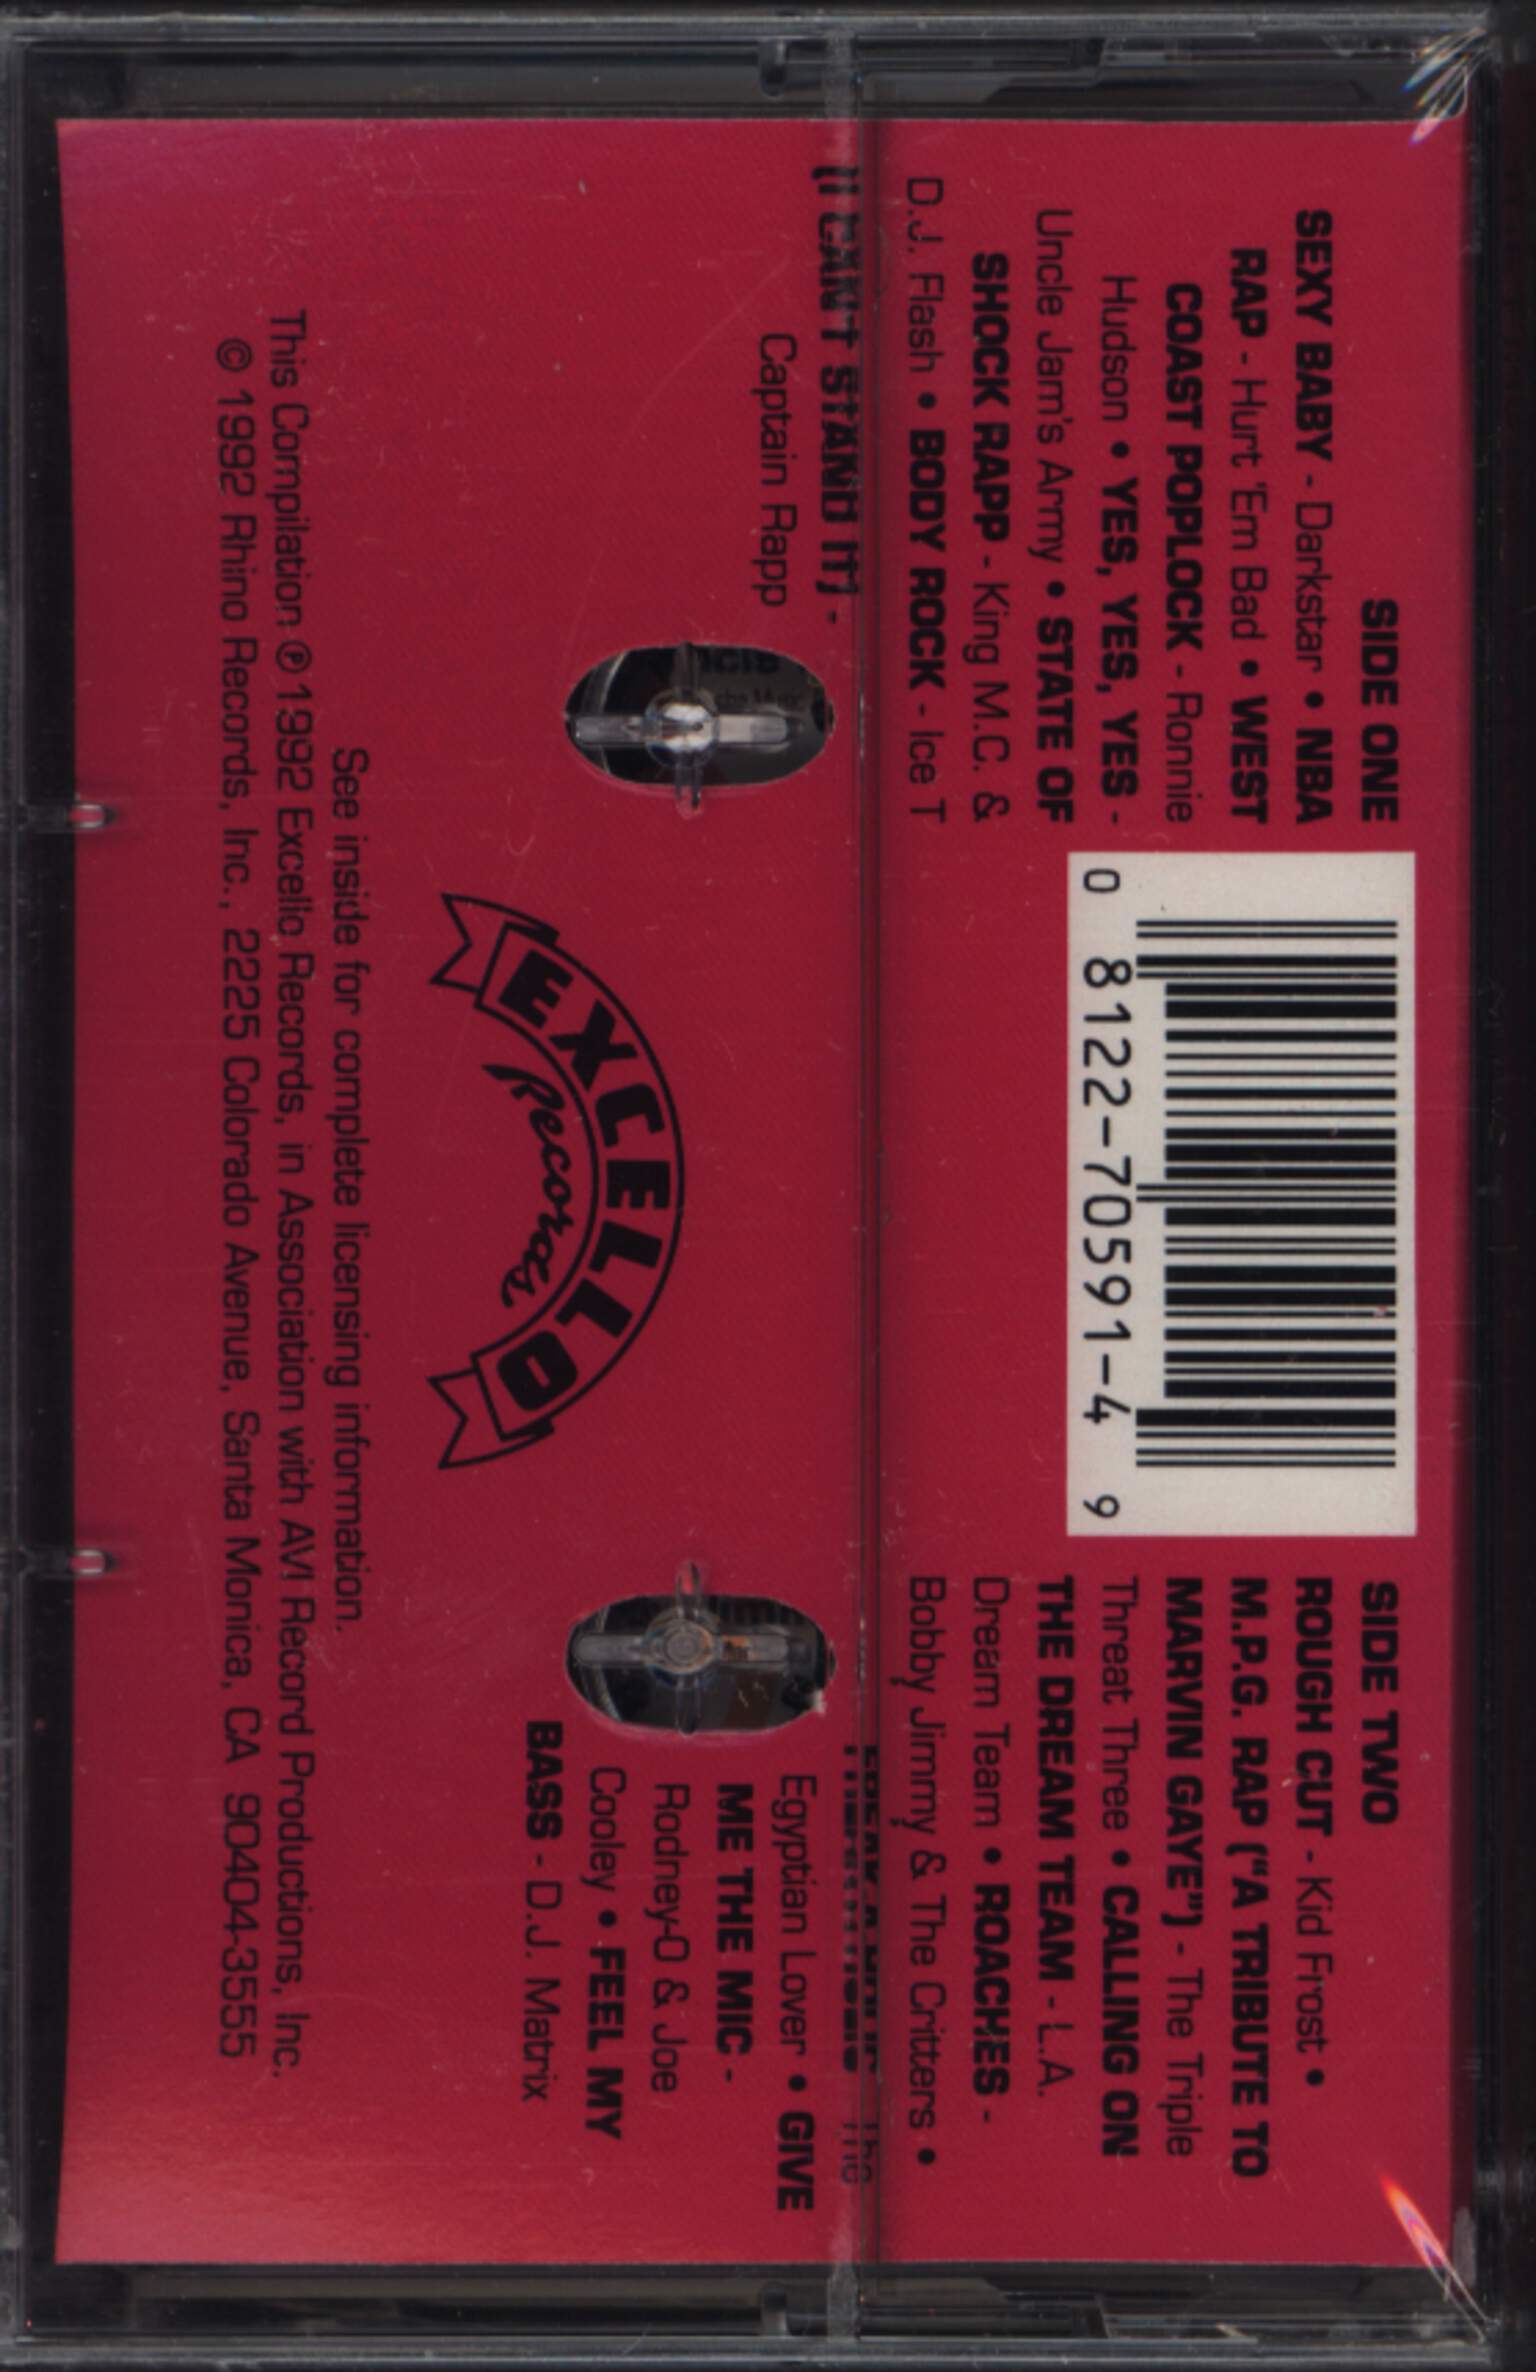 SIDE ONE
SEXY BABY - Darkstar • NBA
RAP - Hurt 'Em Bad • WEST
COAST POPLOCK - Ronnie
Hudson • YES, YES, YES -
Uncle Jam's Army • STATE OF
SHOCK RAPP - King M.C. &
D.J. Flash • BODY ROCK - Ice T
(I CAN'T STAND IT) -
Captain Rapp
0 8122-70591-4 9
SIDE TWO
ROUGH CUT - Kid Frost •
M.P.G. RAP ("A TRIBUTE TO
MARVIN GAYE") - The Triple
Threat Three • CALLING ON
THE DREAM TEAM - L.A.
Dream Team • ROACHES -
Bobby Jimmy & The Critters •
The
Egyptian Lover • GIVE
ME THE MIC -
Rodney-O & Joe
Cooley • FEEL MY
BASS - D.J. Matrix
EXCELLO
Records
See inside for complete licensing information.
This Compilation ℗ 1992 Excello Records, in Association with AVI Record Productions, Inc.
© 1992 Rhino Records, Inc., 2225 Colorado Avenue, Santa Monica, CA 90404-3555